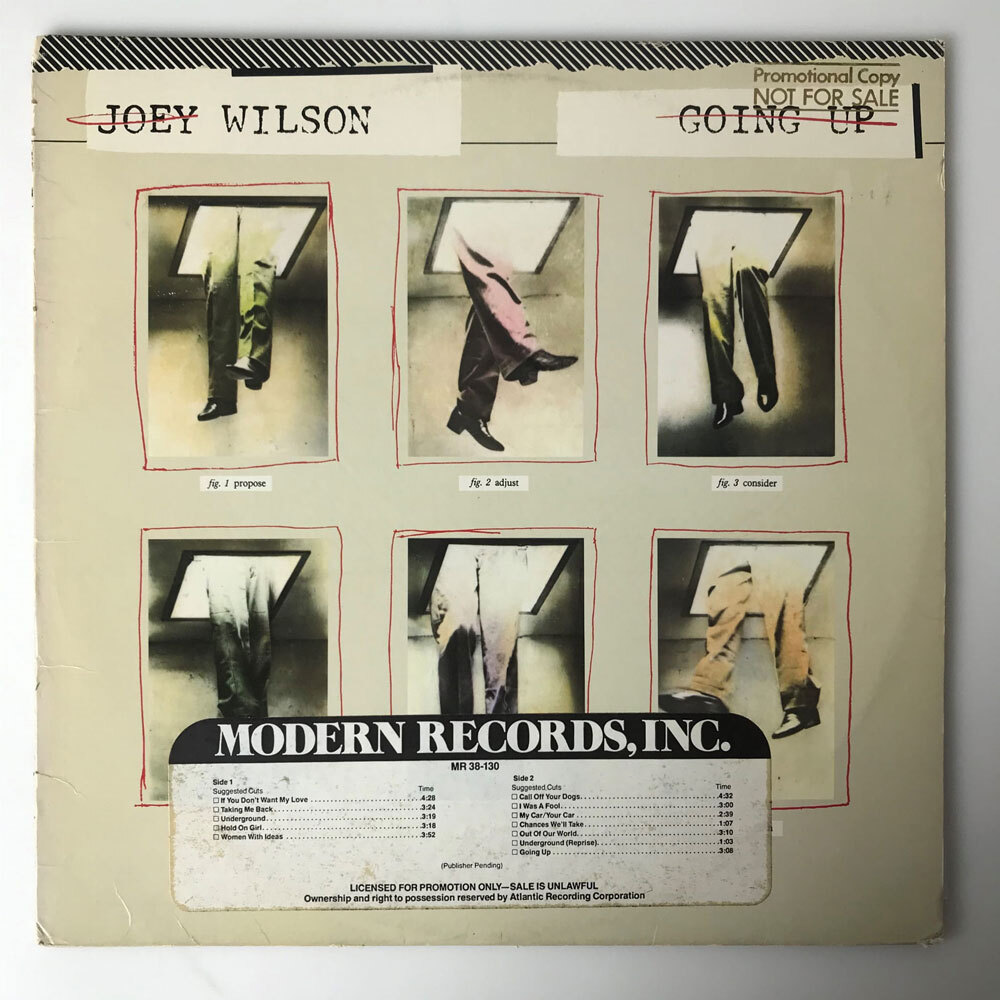 Promotional Copy
NOT FOR SALE
JOEY WILSON
GOING UP
fig. 1 propose
fig. 2 adjust
fig. 3 consider
MODERN RECORDS, INC.
MR 38-130
Side 1
Suggested Cuts Time
If You Don't Want My Love 4:28
Taking Me Back 3:24
Underground 3:19
Hold On Girl 3:18
Women With Ideas 3:52
Side 2
Suggested Cuts Time
Call Off Your Dogs 4:32
I Was A Fool 3:00
My Car/Your Car 2:39
Chances We'll Take 1:07
Out Of Our World 3:10
Underground (Reprise) 1:03
Going Up 3:08
(Publisher Pending)
LICENSED FOR PROMOTION ONLY—SALE IS UNLAWFUL
Ownership and right to possession reserved by Atlantic Recording Corporation